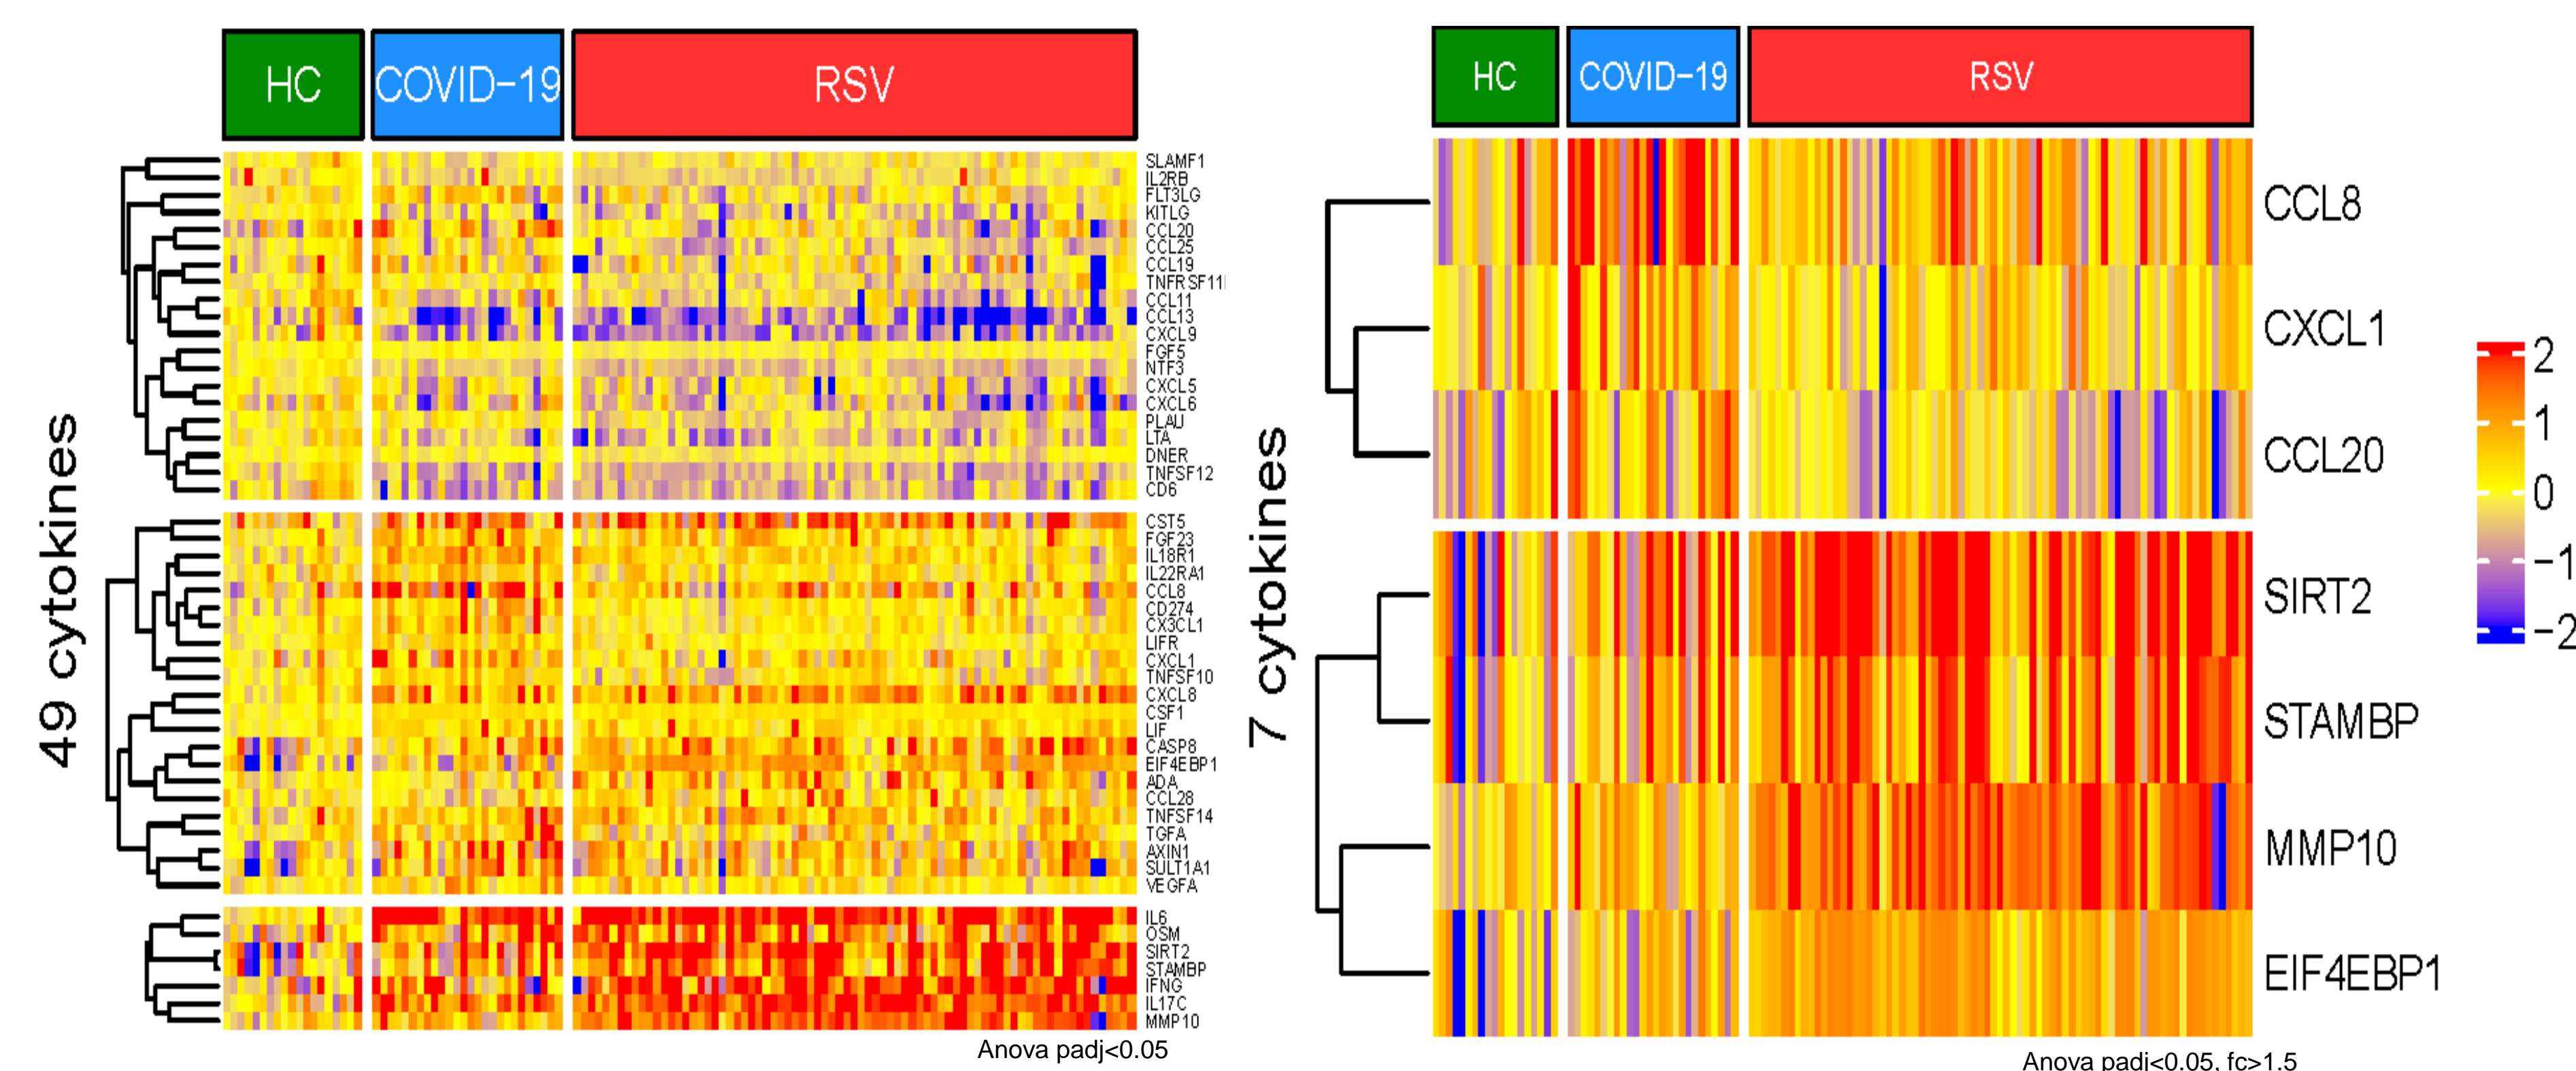 HC
COVID-19
RSV
49 cytokines
SLAMF1
IL2RB
FLT3LG
KITLG
CCL20
CCL25
CCL19
TNFRSF11
CCL11
CCL13
CXCL9
FGF5
NTF3
CXCL5
CXCL6
PLAU
LTA
DNER
TNFSF12
CD6
CST5
FGF23
IL18R1
IL22RA1
CCL8
CD274
CX3CL1
LIFR
CXCL1
TNFSF10
CXCL8
CSF1
LIF
CASP8
EIF4EBP1
ADA
CCL28
TNFSF14
TGFA
AXIN1
SULT1A1
VEGFA
IL6
OSM
SIRT2
STAMBP
IFNG
IL17C
MMP10
Anova padj<0.05
HC
COVID-19
RSV
7 cytokines
CCL8
CXCL1
CCL20
SIRT2
STAMBP
MMP10
EIF4EBP1
Anova padj<0.05, fc>1.5
2
1
0
-1
-2